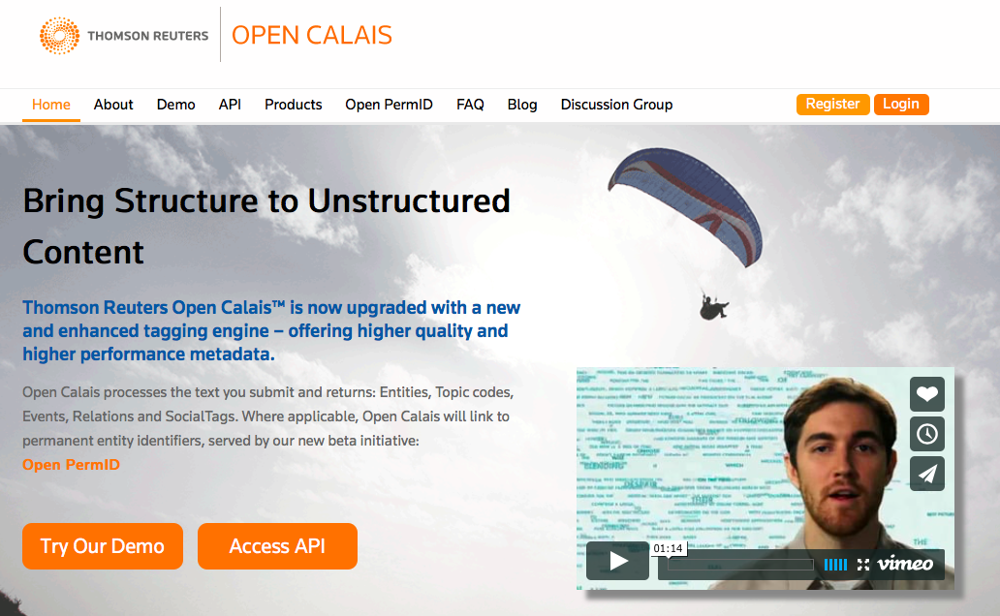 THOMSON REUTERS
OPEN CALAIS
Home About Demo API Products Open PermID FAQ Blog Discussion Group Register Login
Bring Structure to Unstructured
Content
Thomson Reuters Open Calais™ is now upgraded with a new
and enhanced tagging engine – offering higher quality and
higher performance metadata.
Open Calais processes the text you submit and returns: Entities, Topic codes,
Events, Relations and SocialTags. Where applicable, Open Calais will link to
permanent entity identifiers, served by our new beta initiative:
Open PermID
Try Our Demo Access API
THEIR
THE
01:14
vimeo